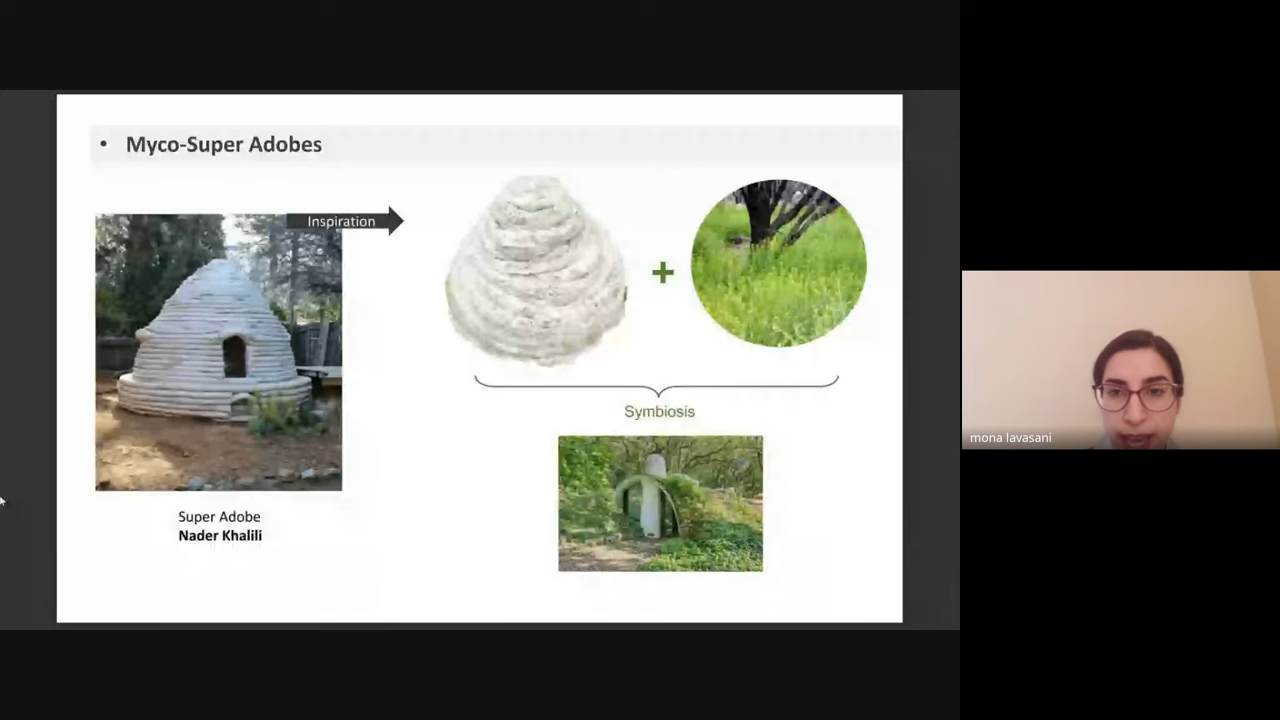 • Myco-Super Adobes
Inspiration
+
Symbiosis
Super Adobe
Nader Khalili
mona lavasani